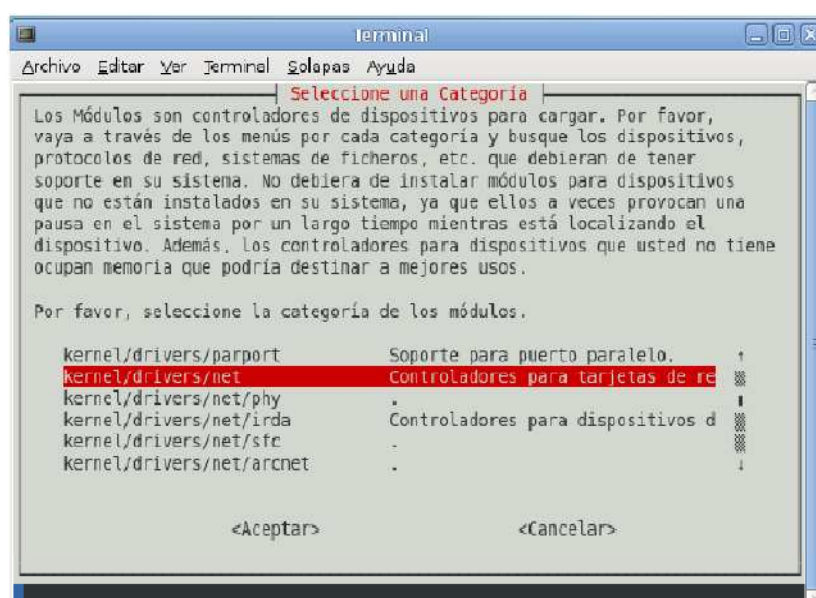 Terminal
Archivo Editar Ver Terminal Solapas Ayuda
Seleccione una Categoría
Los Módulos son controladores de dispositivos para cargar. Por favor,
vaya a través de los menús por cada categoría y busque los dispositivos,
protocolos de red, sistemas de ficheros, etc. que debieran de tener
soporte en su sistema. No debiera de instalar módulos para dispositivos
que no están instalados en su sistema, ya que ellos a veces provocan una
pausa en el sistema por un largo tiempo mientras está localizando el
dispositivo. Además, los controladores para dispositivos que usted no tiene
ocupan memoria que podría destinar a mejores usos.
Por favor, seleccione la categoría de los módulos.
kernel/drivers/parport Soporte para puerto paralelo.
kernel/drivers/net Controladores para tarjetas de re
kernel/drivers/net/phy .
kernel/drivers/net/irda Controladores para dispositivos d
kernel/drivers/net/sfc .
kernel/drivers/net/arcnet .
<Aceptar> <Cancelar>